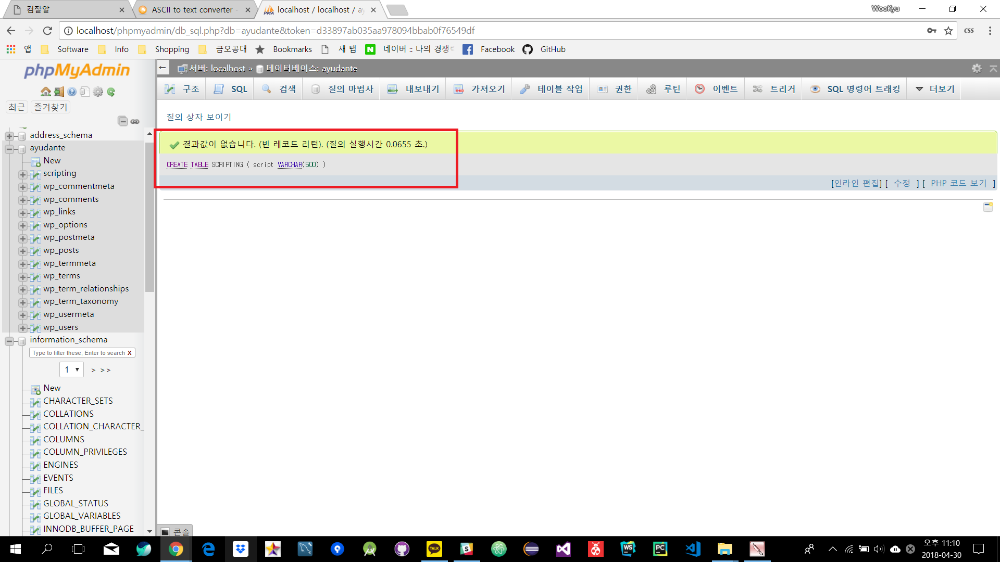 컴잘알
ASCII to text converter -
localhost / localhost / ay
WooKyu
localhost/phpmyadmin/db_sql.php?db=ayudante&token=d33897ab035aa978094bbab0f76549df
css
앱 Software Info Shopping 금오공대 Bookmarks 새 탭 네이버 :: 나의 경쟁 Facebook GitHub
phpMyAdmin
최근 즐겨찾기
address_schema
ayudante
New
scripting
wp_commentmeta
wp_comments
wp_links
wp_options
wp_postmeta
wp_posts
wp_termmeta
wp_terms
wp_term_relationships
wp_term_taxonomy
wp_usermeta
wp_users
information_schema
Type to filter these, Enter to search X
1 > >>
New
CHARACTER_SETS
COLLATIONS
COLLATION_CHARACTER_
COLUMNS
COLUMN_PRIVILEGES
ENGINES
EVENTS
FILES
GLOBAL_STATUS
GLOBAL_VARIABLES
INNODB_BUFFER_PAGE
서버: localhost » 데이터베이스: ayudante
구조 SQL 검색 질의 마법사 내보내기 가져오기 테이블 작업 권한 루틴 이벤트 트리거 SQL 명령어 트래킹 더보기
질의 상자 보이기
결과값이 없습니다. (빈 레코드 리턴). (질의 실행시간 0.0655 초.)
CREATE TABLE SCRIPTING ( script VARCHAR(500) )
[인라인 편집] [ 수정 ] [ PHP 코드 보기 ]
콘솔
TALK
S
WS
PC
오후 11:10
2018-04-30